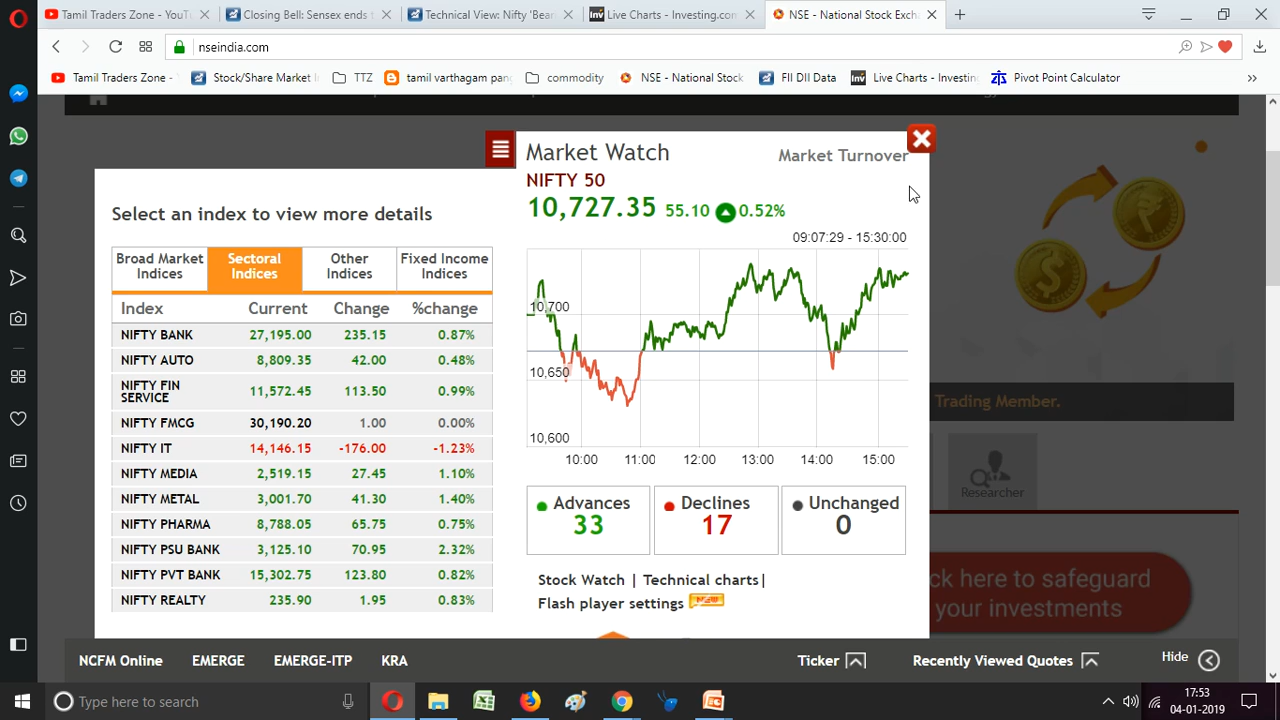 Tamil Traders Zone - YouT
Closing Bell: Sensex ends
Technical View: Nifty 'Bear
Live Charts - Investing.com
NSE - National Stock Exch
nseindia.com
Tamil Traders Zone -
Stock/Share Market
TTZ
tamil varthagam pan
commodity
NSE - National Stock
FII DII Data
Inv
Live Charts - Investin
Pivot Point Calculator
Market Watch
Market Turnover
NIFTY 50
10,727.35 55.10 0.52%
09:07:29 - 15:30:00
10,700
10,650
10,600
10:00 11:00 12:00 13:00 14:00 15:00
Select an index to view more details
Broad Market Indices
Sectoral Indices
Other Indices
Fixed Income Indices
Index Current Change %change
NIFTY BANK 27,195.00 235.15 0.87%
NIFTY AUTO 8,809.35 42.00 0.48%
NIFTY FIN SERVICE 11,572.45 113.50 0.99%
NIFTY FMCG 30,190.20 1.00 0.00%
NIFTY IT 14,146.15 -176.00 -1.23%
NIFTY MEDIA 2,519.15 27.45 1.10%
NIFTY METAL 3,001.70 41.30 1.40%
NIFTY PHARMA 8,788.05 65.75 0.75%
NIFTY PSU BANK 3,125.10 70.95 2.32%
NIFTY PVT BANK 15,302.75 123.80 0.82%
NIFTY REALTY 235.90 1.95 0.83%
Advances
33
Declines
17
Unchanged
0
Stock Watch | Technical charts|
Flash player settings NEW
Trading Member.
Researcher
ck here to safeguard
your investments
NCFM Online EMERGE EMERGE-ITP KRA
Ticker
Recently Viewed Quotes
Hide
Type here to search
17:53
04-01-2019